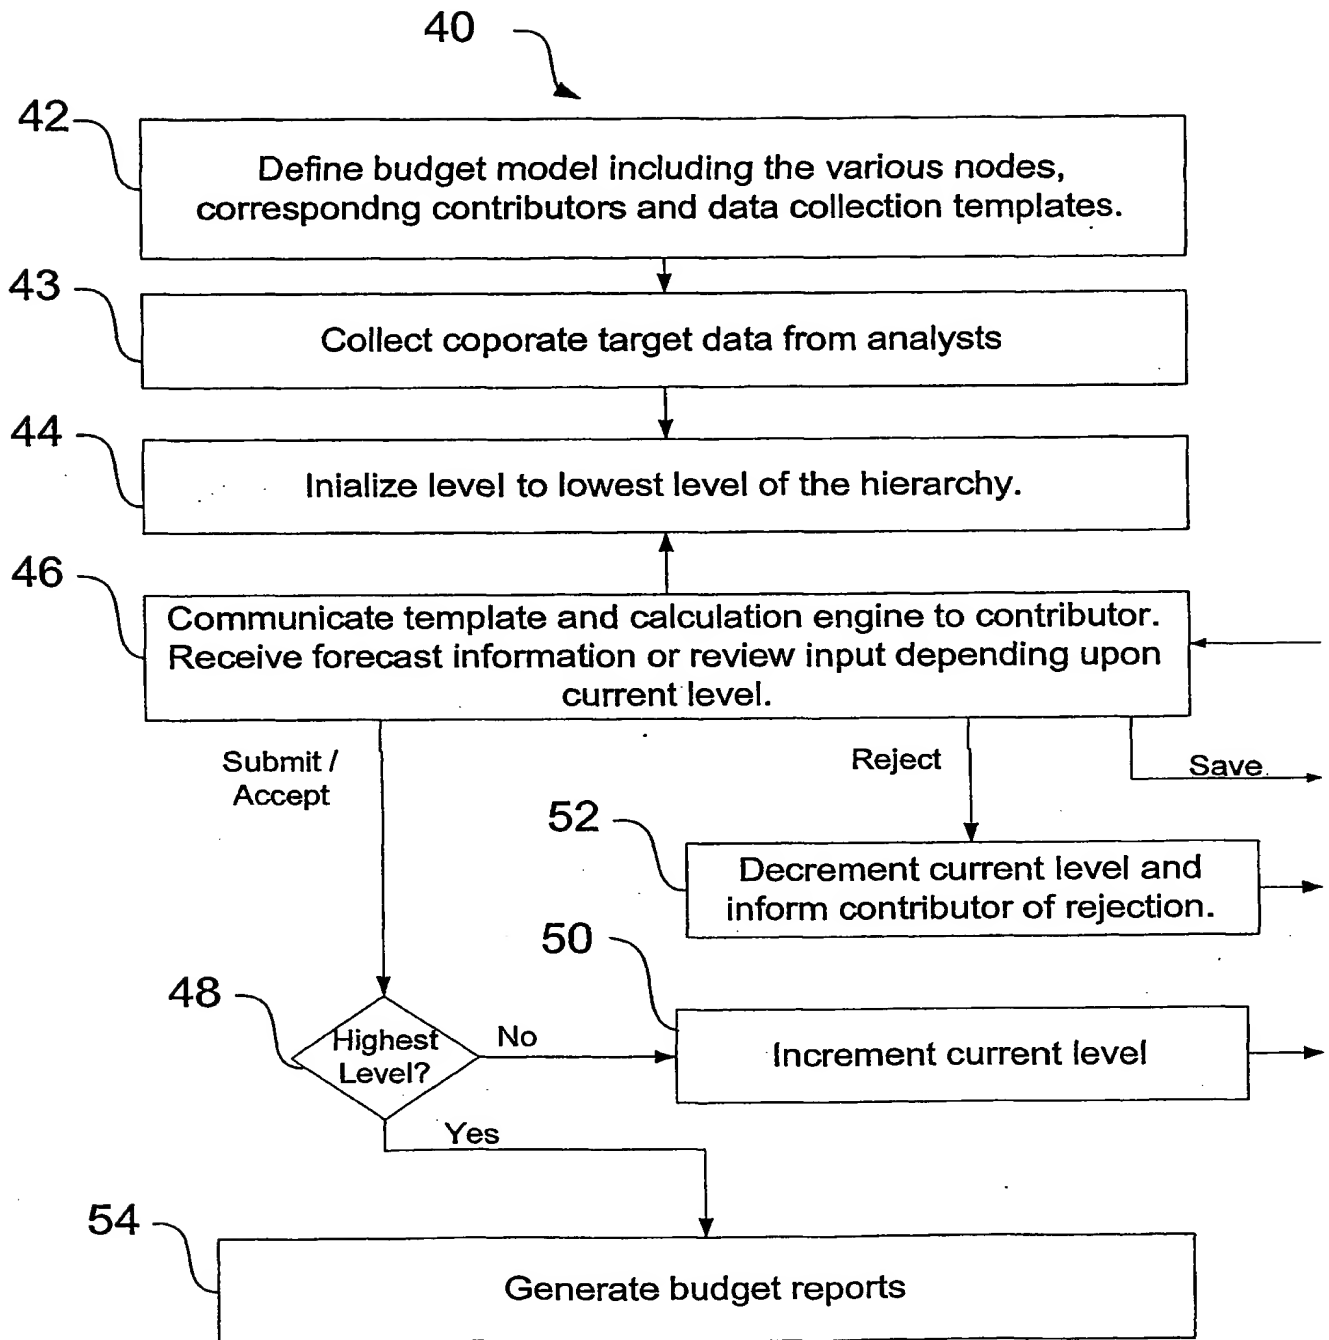 40
42
Define budget model including the various nodes,
correspondng contributors and data collection templates.
43
Collect coporate target data from analysts
44
Inialize level to lowest level of the hierarchy.
46
Communicate template and calculation engine to contributor.
Receive forecast information or review input depending upon
current level.
Submit /
Accept
Reject
Save
52
Decrement current level and
inform contributor of rejection.
50
Increment current level
48
Highest
Level?
No
Yes
54
Generate budget reports